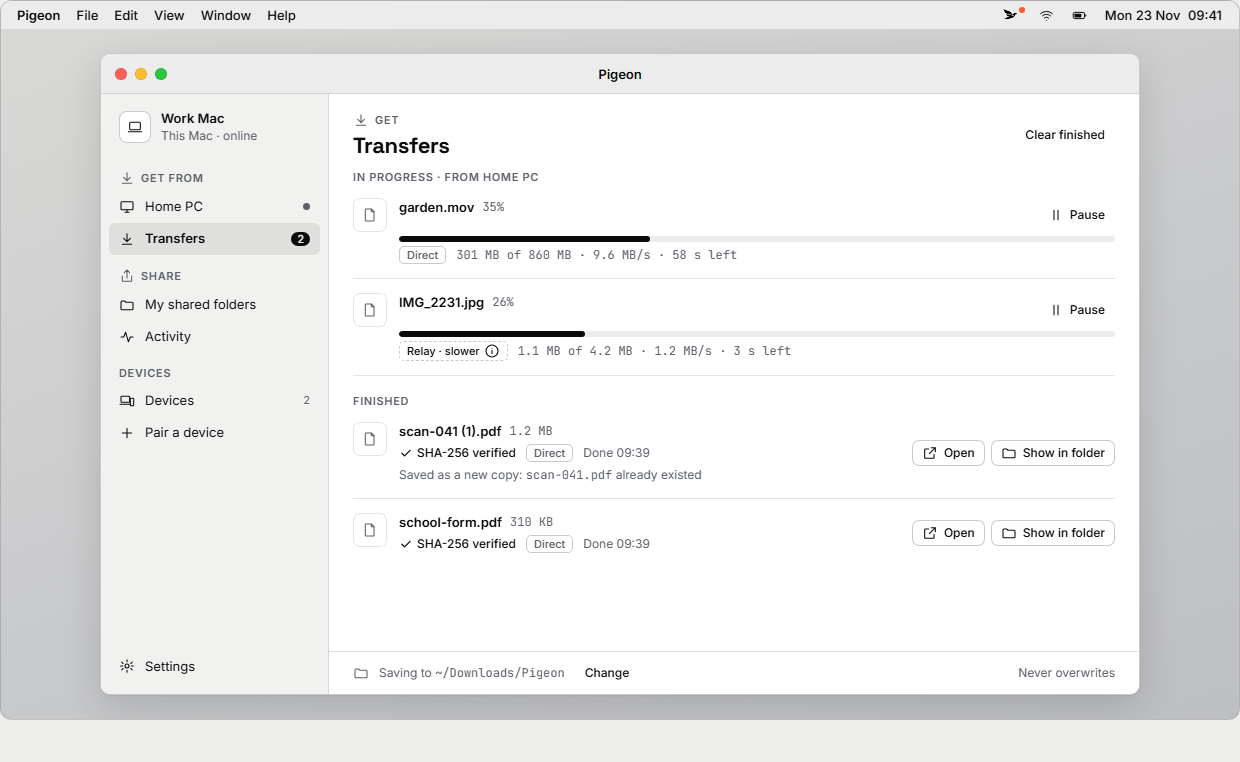 Pigeon File Edit View Window Help Mon 23 Nov 09:41
Pigeon
Work Mac
This Mac · online
GET FROM
Home PC
Transfers 2
SHARE
My shared folders
Activity
DEVICES
Devices 2
Pair a device
Settings
GET
Transfers
Clear finished
IN PROGRESS · FROM HOME PC
garden.mov 35%
Pause
Direct 301 MB of 860 MB · 9.6 MB/s · 58 s left
IMG_2231.jpg 26%
Pause
Relay · slower 1.1 MB of 4.2 MB · 1.2 MB/s · 3 s left
FINISHED
scan-041 (1).pdf 1.2 MB
SHA-256 verified Direct Done 09:39
Open Show in folder
Saved as a new copy: scan-041.pdf already existed
school-form.pdf 310 KB
SHA-256 verified Direct Done 09:39
Open Show in folder
Saving to ~/Downloads/Pigeon Change Never overwrites